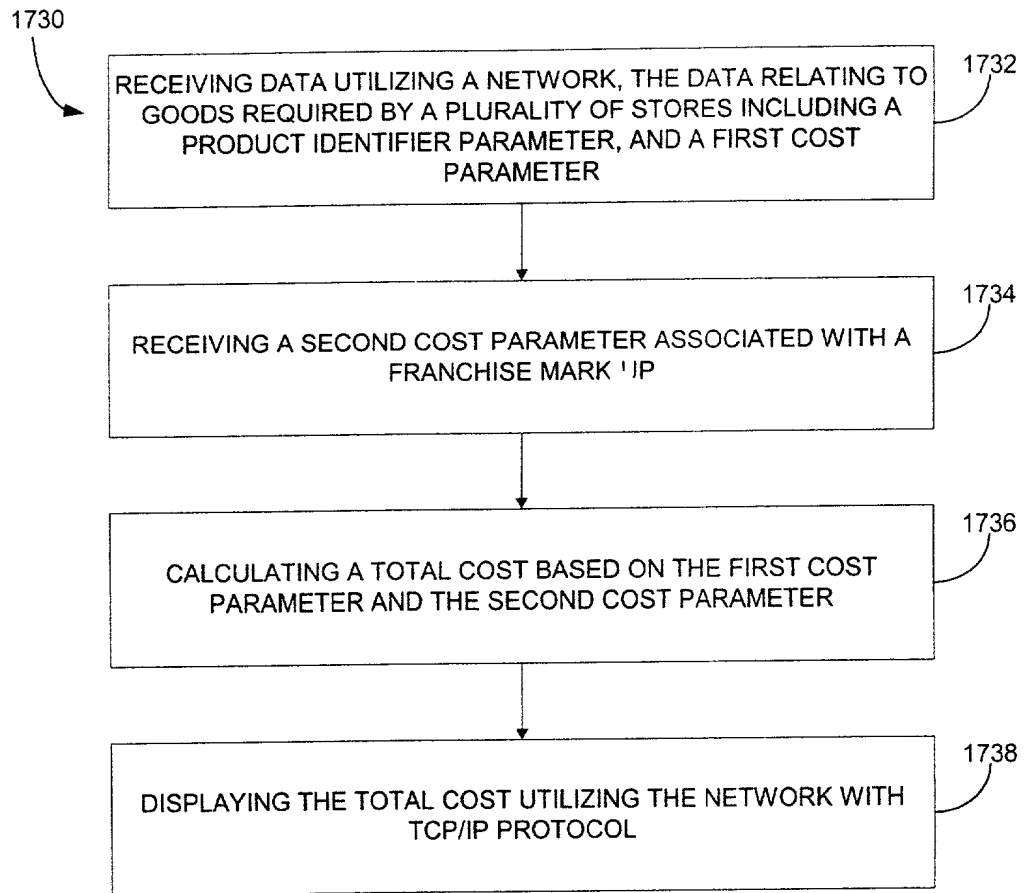 1730
1732
RECEIVING DATA UTILIZING A NETWORK, THE DATA RELATING TO
GOODS REQUIRED BY A PLURALITY OF STORES INCLUDING A
PRODUCT IDENTIFIER PARAMETER, AND A FIRST COST
PARAMETER
1734
RECEIVING A SECOND COST PARAMETER ASSOCIATED WITH A
FRANCHISE MARK UP
1736
CALCULATING A TOTAL COST BASED ON THE FIRST COST
PARAMETER AND THE SECOND COST PARAMETER
1738
DISPLAYING THE TOTAL COST UTILIZING THE NETWORK WITH
TCP/IP PROTOCOL